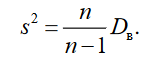 s² = n/(n−1) Dв.